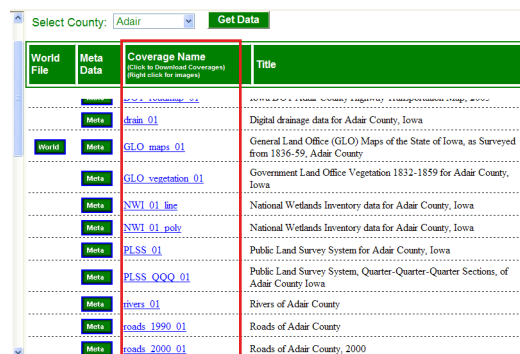 Select County: Adair Get Data
World File Meta Data Coverage Name (Click to Download Coverages) (Right click for images) Title
Meta DOT_roadmap_01 Iowa DOT Adair County Highway Transportation Map, 2005
Meta drain_01 Digital drainage data for Adair County, Iowa
World Meta GLO_maps_01 General Land Office (GLO) Maps of the State of Iowa, as Surveyed
from 1836-59, Adair County
Meta GLO_vegetation_01 Government Land Office Vegetation 1832-1859 for Adair County,
Iowa
Meta NWI_01_line National Wetlands Inventory data for Adair County, Iowa
Meta NWI_01_poly National Wetlands Inventory data for Adair County, Iowa
Meta PLSS_01 Public Land Survey System for Adair County, Iowa
Meta PLSS_QQQ_01 Public Land Survey System, Quarter-Quarter-Quarter Sections, of
Adair County Iowa
Meta rivers_01 Rivers of Adair County
Meta roads_1990_01 Roads of Adair County
Meta roads_2000_01 Roads of Adair County, 2000